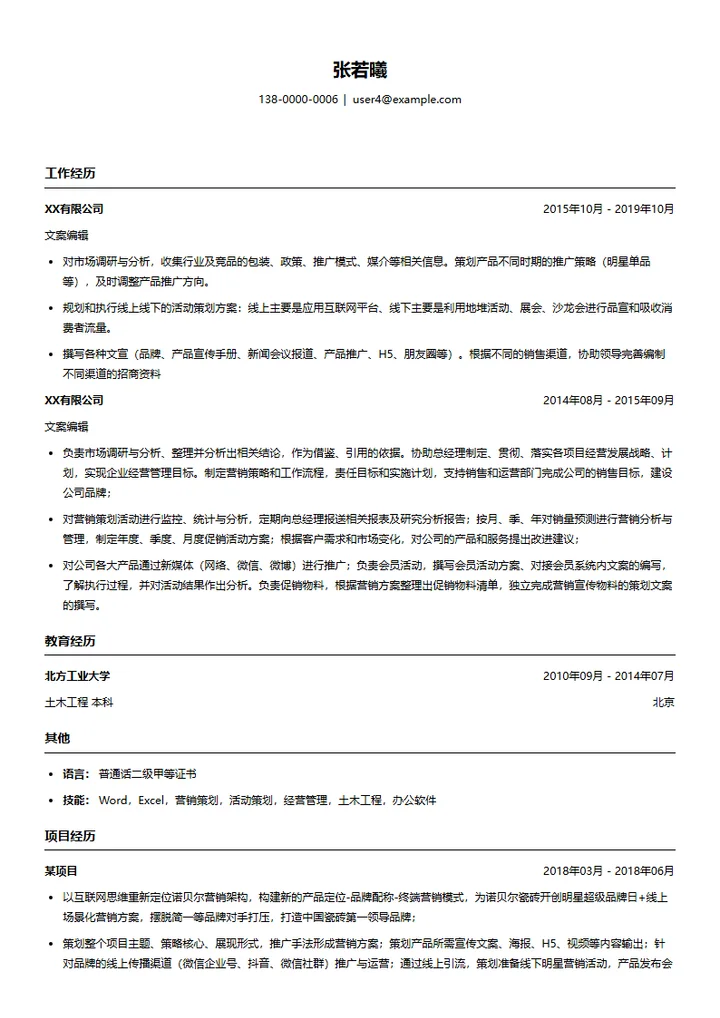 张若曦
138-0000-0006 | user4@example.com
工作经历
XX有限公司 2015年10月 - 2019年10月
文案编辑
• 对市场调研与分析，收集行业及竞品的包装、政策、推广模式、媒介等相关信息。策划产品不同时期的推广策略（明星单品
等），及时调整产品推广方向。
• 规划和执行线上线下的活动策划方案：线上主要是应用互联网平台、线下主要是利用地堆活动、展会、沙龙会进行品宣和吸收消
费者流量。
• 撰写各种文宣（品牌、产品宣传手册、新闻会议报道、产品推广、H5、朋友圈等）。根据不同的销售渠道，协助领导完善编制
不同渠道的招商资料
XX有限公司 2014年08月 - 2015年09月
文案编辑
• 负责市场调研与分析、整理并分析出相关结论，作为借鉴、引用的依据。协助总经理制定、贯彻、落实各项目经营发展战略、计
划，实现企业经营管理目标。制定营销策略和工作流程，责任目标和实施计划，支持销售和运营部门完成公司的销售目标，建设
公司品牌；
• 对营销策划活动进行监控、统计与分析，定期向总经理报送相关报表及研究分析报告；按月、季、年对销量预测进行营销分析与
管理，制定年度、季度、月度促销活动方案；根据客户需求和市场变化，对公司的产品和服务提出改进建议；
• 对公司各大产品通过新媒体（网络、微信、微博）进行推广；负责会员活动，撰写会员活动方案、对接会员系统内文案的编写，
了解执行过程，并对活动结果作出分析。负责促销物料，根据营销方案整理出促销物料清单，独立完成营销宣传物料的策划文案
的撰写。
教育经历
北方工业大学 2010年09月 - 2014年07月
土木工程 本科 北京
其他
• 语言： 普通话二级甲等证书
• 技能： Word，Excel，营销策划，活动策划，经营管理，土木工程，办公软件
项目经历
某项目 2018年03月 - 2018年06月
• 以互联网思维重新定位诺贝尔营销架构，构建新的产品定位-品牌配称-终端营销模式，为诺贝尔瓷砖开创明星超级品牌日+线上
场景化营销方案，摆脱简一等品牌对手打压，打造中国瓷砖第一领导品牌；
• 策划整个项目主题、策略核心、展现形式，推广手法形成营销方案；策划产品所需宣传文案、海报、H5、视频等内容输出；针
对品牌的线上传播渠道（微信企业号、抖音、微信社群）推广与运营；通过线上引流，策划准备线下明星营销活动，产品发布会